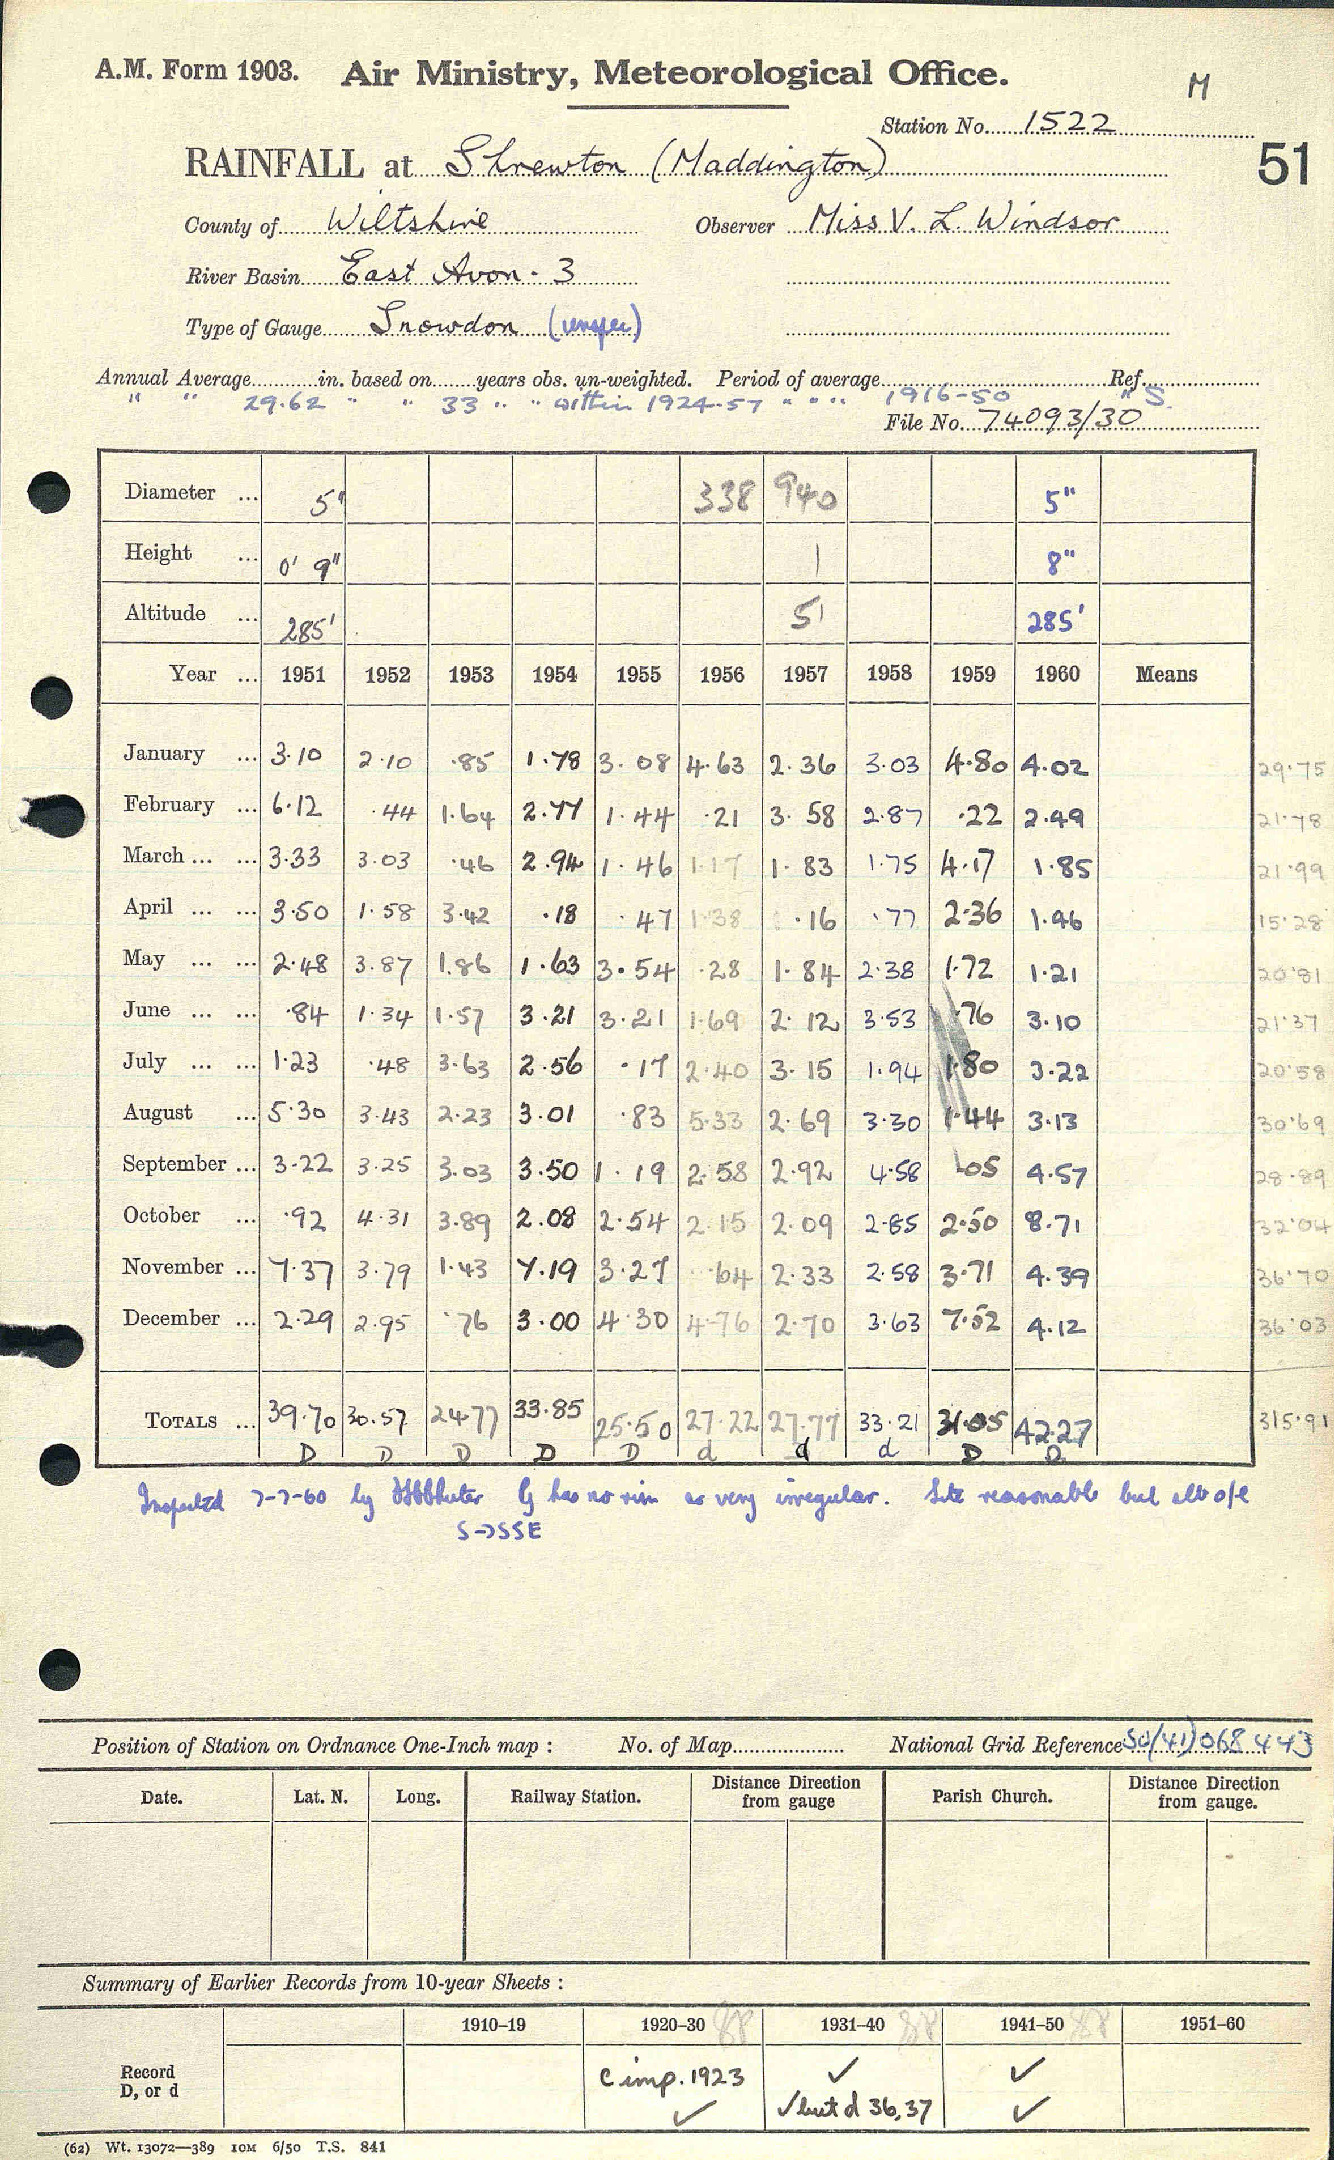 A.M. Form 1903. Air Ministry, Meteorological Office. M
Station No. 1522
RAINFALL at Shrewton (Maddington) 51
County of Wiltshire Observer Miss V. L. Windsor
River Basin East Avon - 3
Type of Gauge Snowdon (unspec)
Annual Average in. based on years obs. un-weighted. Period of average Ref.
" " 29.62 " " 33 " " within 1924-57 " " " " 1916-50 " S.
File No. 74093/30
Diameter ... 5" 338 940 5"
Height ... 0' 9" 1 8"
Altitude ... 285' 51 285'
Year ... 1951 1952 1953 1954 1955 1956 1957 1958 1959 1960 Means
January ... 3.10 2.10 .85 1.78 3.08 4.63 2.36 3.03 4.80 4.02 29.75
February ... 6.12 .44 1.64 2.77 1.44 .21 3.58 2.87 .22 2.49 21.78
March ... ... 3.33 3.03 .46 2.94 1.46 1.17 1.83 1.75 4.17 1.85 21.99
April ... ... 3.50 1.58 3.42 .18 .47 1.38 .16 .77 2.36 1.46 15.28
May ... ... 2.48 3.87 1.86 1.63 3.54 .28 1.84 2.38 1.72 1.21 20.81
June ... ... .84 1.34 1.57 3.21 3.21 1.69 2.12 3.53 .76 3.10 21.37
July ... ... 1.23 .48 3.63 2.56 .17 2.40 3.15 1.94 1.80 3.22 20.58
August ... 5.30 3.43 2.23 3.01 .83 5.33 2.69 3.30 1.44 3.13 30.69
September ... 3.22 3.25 3.03 3.50 1.19 2.58 2.92 4.58 .05 4.57 28.89
October ... .92 4.31 3.89 2.08 2.54 2.15 2.09 2.85 2.50 8.71 32.04
November ... 7.37 3.79 1.43 7.19 3.27 .64 2.33 2.58 3.71 4.39 36.70
December ... 2.29 2.95 .76 3.00 4.30 4.76 2.70 3.63 7.52 4.12 36.03
TOTALS ... 39.70 30.57 24.77 33.85 25.50 27.22 27.77 33.21 31.05 42.27 315.91
D D D D D d d d D D
Inspected 7-7-60 by G has no rim as very irregular. Site reasonable but
S->SSE
Position of Station on Ordnance One-Inch map : No. of Map National Grid Reference SU/(41)068443
Date. Lat. N. Long. Railway Station. Distance from gauge Direction Parish Church. Distance from gauge. Direction
Summary of Earlier Records from 10-year Sheets :
1910-19 1920-30 88 1931-40 88 1941-50 88 1951-60
Record c imp. 1923 ✓ ✓
D, or d ✓ ✓but d 36,37 ✓
(62) Wt. 13072—389 10M 6/50 T.S. 841